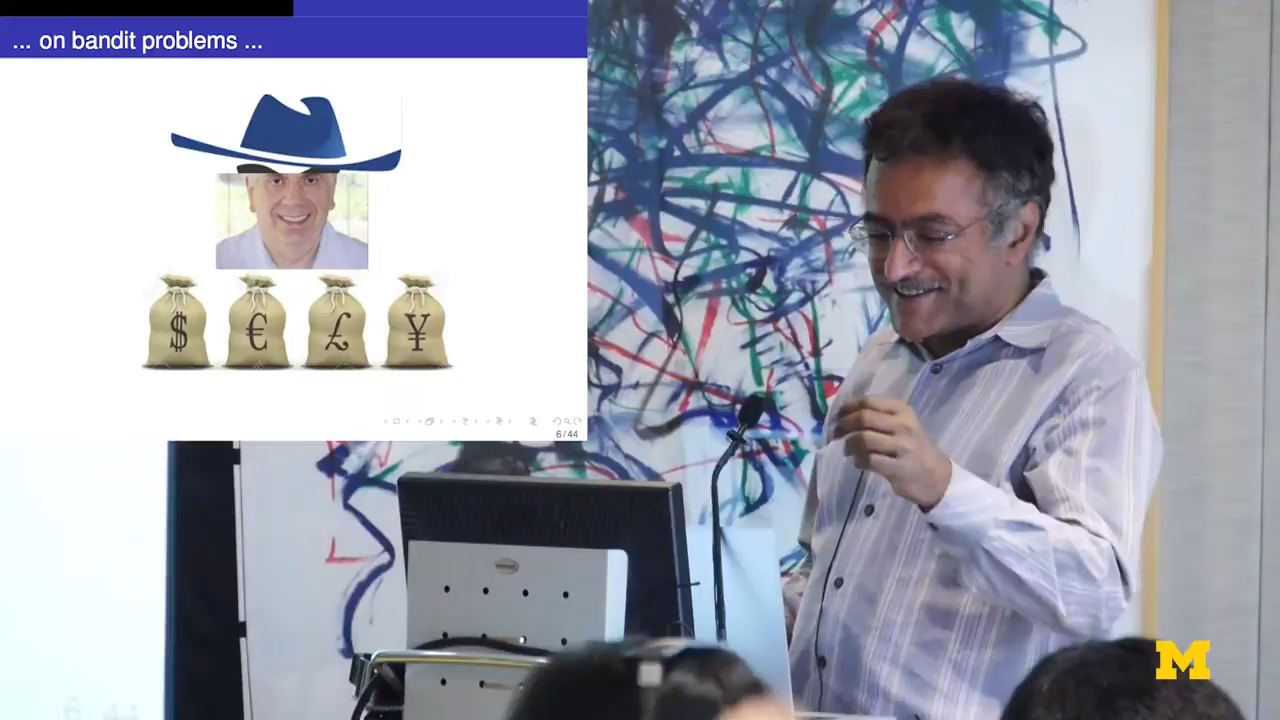 ... on bandit problems ...
$ € £ ¥
6/44
M